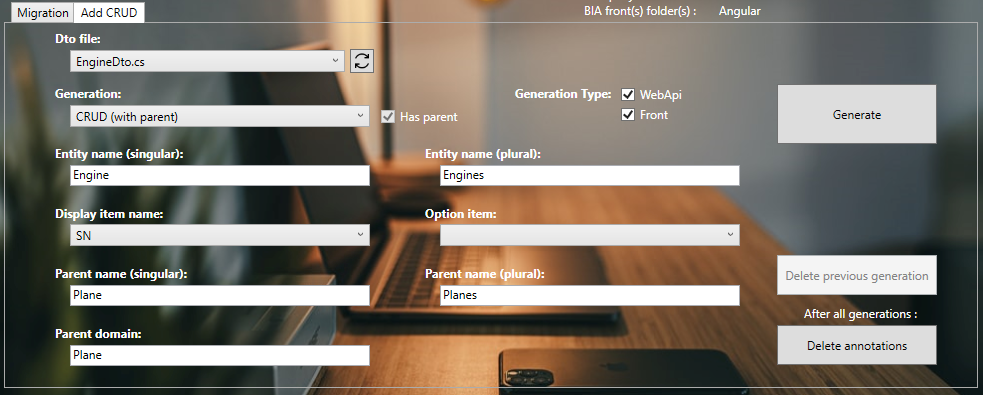 Migration Add CRUD
BIA front(s) folder(s) : Angular
Dto file:
EngineDto.cs
Generation: Generation Type: WebApi
CRUD (with parent) Has parent Front Generate
Entity name (singular): Entity name (plural):
Engine Engines
Display item name: Option item:
SN
Parent name (singular): Parent name (plural): Delete previous generation
Plane Planes
After all generations :
Parent domain: Delete annotations
Plane